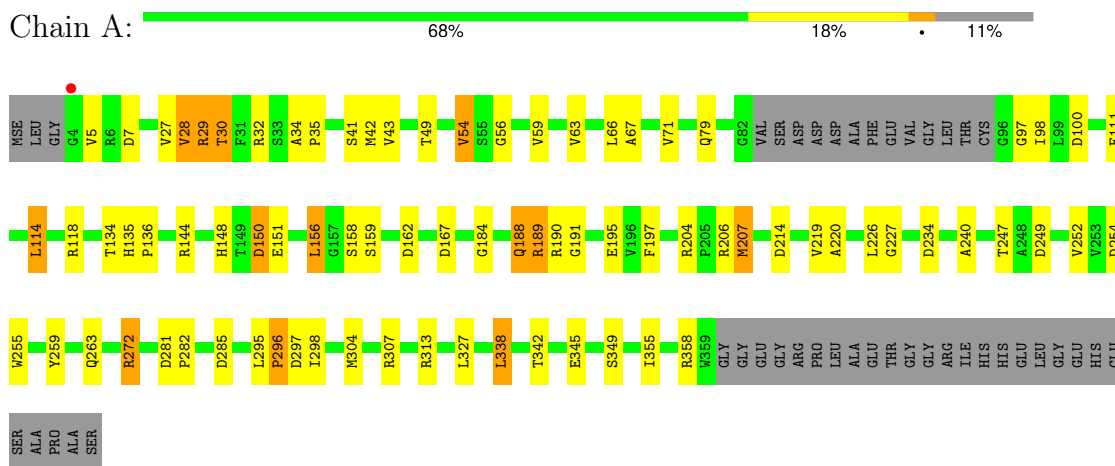 Chain A:
68% 18% • 11%
MSE LEU GLY G4 V5 R6 D7 V27 V28 R29 T30 F31 R32 S33 A34 P35 S41 M42 V43 T49 V54 S55 G56 V59 V63 L66 A67 V71 Q79 G82 VAL SER ASP ASP ASP ALA PHE GLU VAL VAL GLY LEU THR CYS G96 G97 I98 L99 D100
L114 R118 T134 H135 P136 R144 H148 T149 D150 E151 L156 G157 S158 S159 D162 D167 G184 Q188 R189 R190 G191 E195 V196 F197 R204 P205 R206 M207 D214 V219 A220 L226 G227 D234 A240 T247 A248 D249 V252 V253
W255 Y259 Q263 R272 D281 P282 D285 L295 P296 D297 I298 M304 R307 R313 L327 L338 T342 E345 S349 I355 R358 W359 GLY GLY GLU GLY ARG PRO LEU ALA GLU THR GLY GLY ARG ILE HIS HIS GLU LEU GLY GLU HIS
SER ALA PRO ALA SER